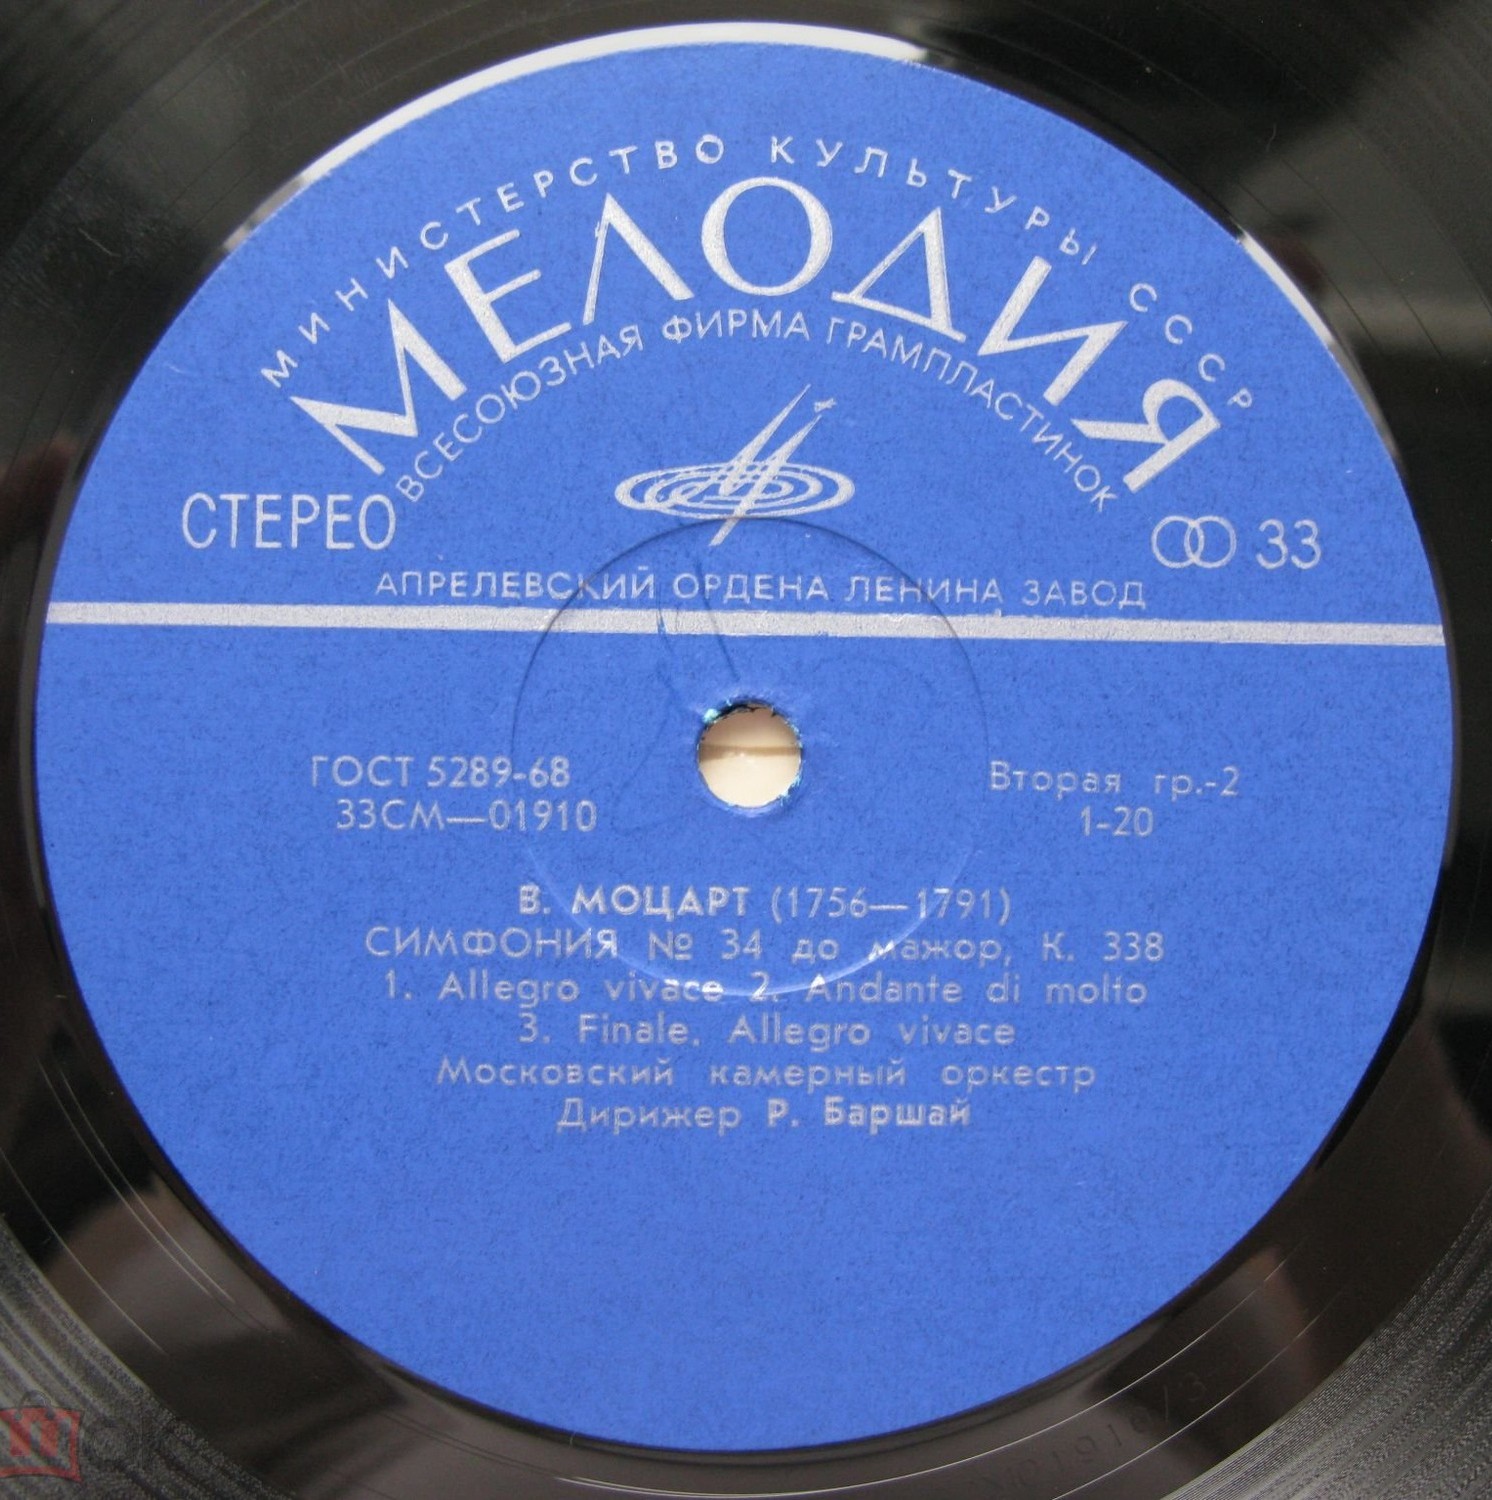 МИНИСТЕРСТВО КУЛЬТУРЫ СССР
МЕЛОДИЯ
ВСЕСОЮЗНАЯ ФИРМА ГРАМПЛАСТИНОК
СТЕРЕО
33
АПРЕЛЕВСКИЙ ОРДЕНА ЛЕНИНА ЗАВОД
ГОСТ 5289-68
33СМ—01910
Вторая гр.-2
1-20
В. МОЦАРТ (1756—1791)
СИМФОНИЯ № 34 до мажор, К. 338
1. Allegro vivace 2. Andante di molto
3. Finale. Allegro vivace
Московский камерный оркестр
Дирижер Р. Баршай